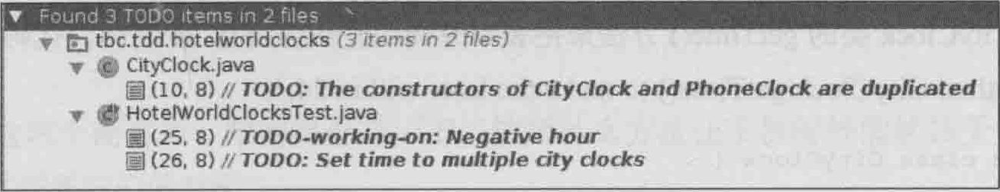 Found 3 TODO items in 2 files
tbc.tdd.hotelworldclocks (3 items in 2 files)
CityClock.java
(10, 8) // TODO: The constructors of CityClock and PhoneClock are duplicated
HotelWorldClocksTest.java
(25, 8) // TODO-working-on: Negative hour
(26, 8) // TODO: Set time to multiple city clocks